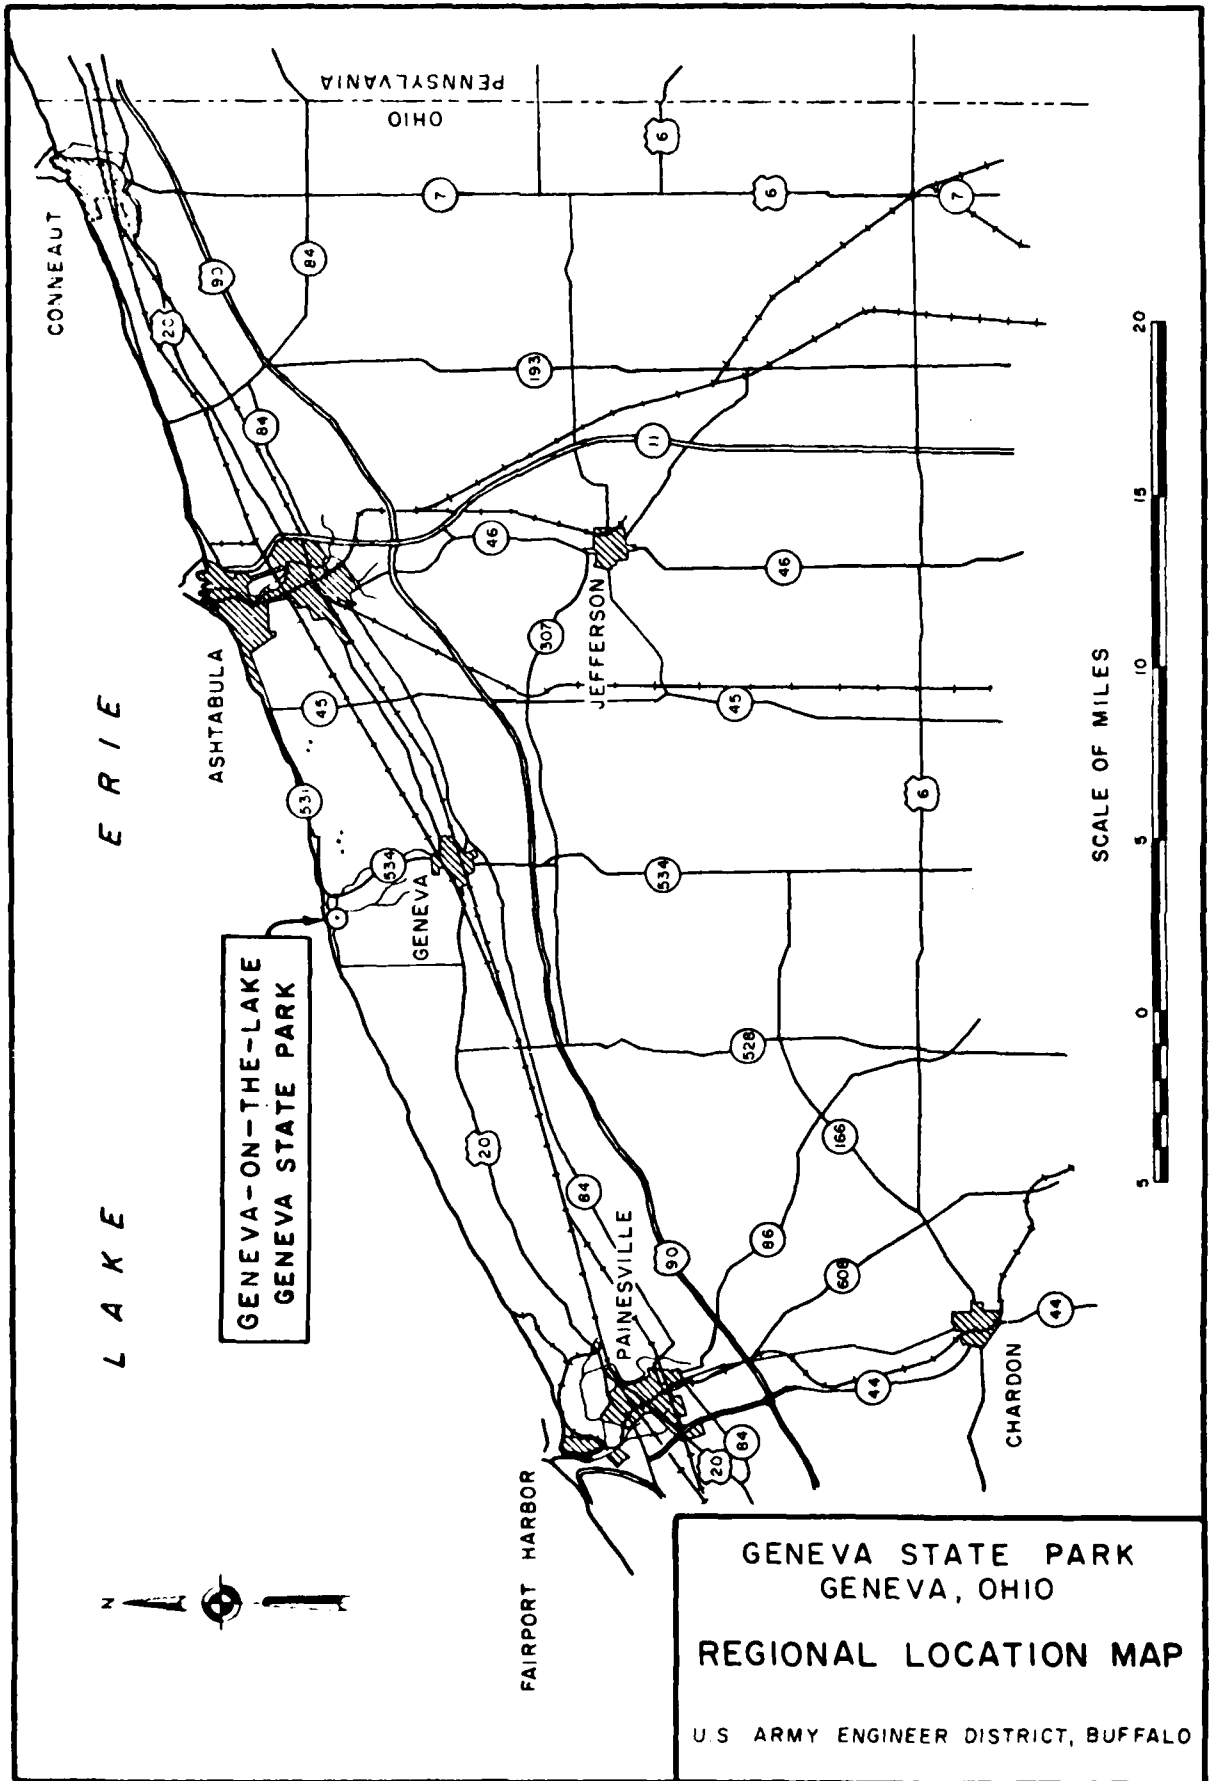 LAKE ERIE
CONNEAUT
OHIO
PENNSYLVANIA
ASHTABULA
GENEVA-ON-THE-LAKE
GENEVA STATE PARK
GENEVA
JEFFERSON
PAINESVILLE
FAIRPORT HARBOR
CHARDON
N
20
90
84
7
6
6
7
84
193
11
46
46
307
45
45
531
534
534
6
528
20
84
166
86
90
608
44
44
84
20
SCALE OF MILES
5 0 5 10 15 20
GENEVA STATE PARK
GENEVA, OHIO
REGIONAL LOCATION MAP
U.S ARMY ENGINEER DISTRICT, BUFFALO